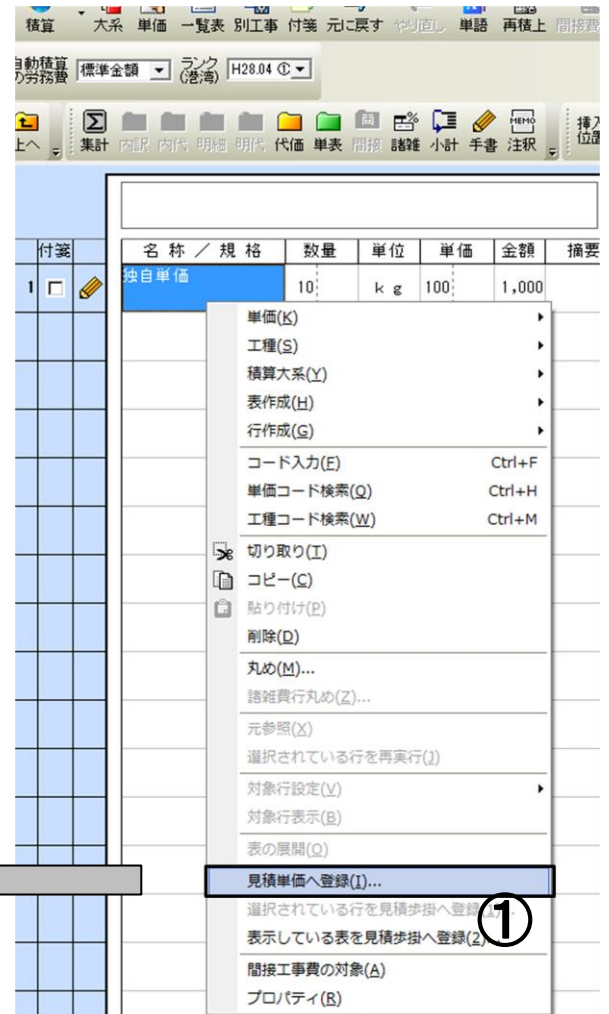 積算 大系 単価 一覧表 別工事 付箋 元に戻す やり直し 単語 再積上 間接費
自動積算 標準金額 ランク H28.04 ①
の労務費 (港湾)
上へ 集計 内訳 内代 明細 明代 代価 単表 間接 諸雑 小計 手書 注釈 挿入
位置
付箋 名 称 / 規 格 数量 単位 単価 金額 摘要
1 独自単価 10 kg 100 1,000
単価(K)
工種(S)
積算大系(Y)
表作成(H)
行作成(G)
コード入力(F) Ctrl+F
単価コード検索(Q) Ctrl+H
工種コード検索(W) Ctrl+M
切り取り(T)
コピー(C)
貼り付け(P)
削除(D)
丸め(M)...
諸雑費行丸め(Z)...
元参照(X)
選択されている行を再実行(J)
対象行設定(V)
対象行表示(B)
表の展開(O)
見積単価へ登録(I)...
選択されている行を見積歩掛へ登録
表示している表を見積歩掛へ登録(2)
①
間接工事費の対象(A)
プロパティ(R)